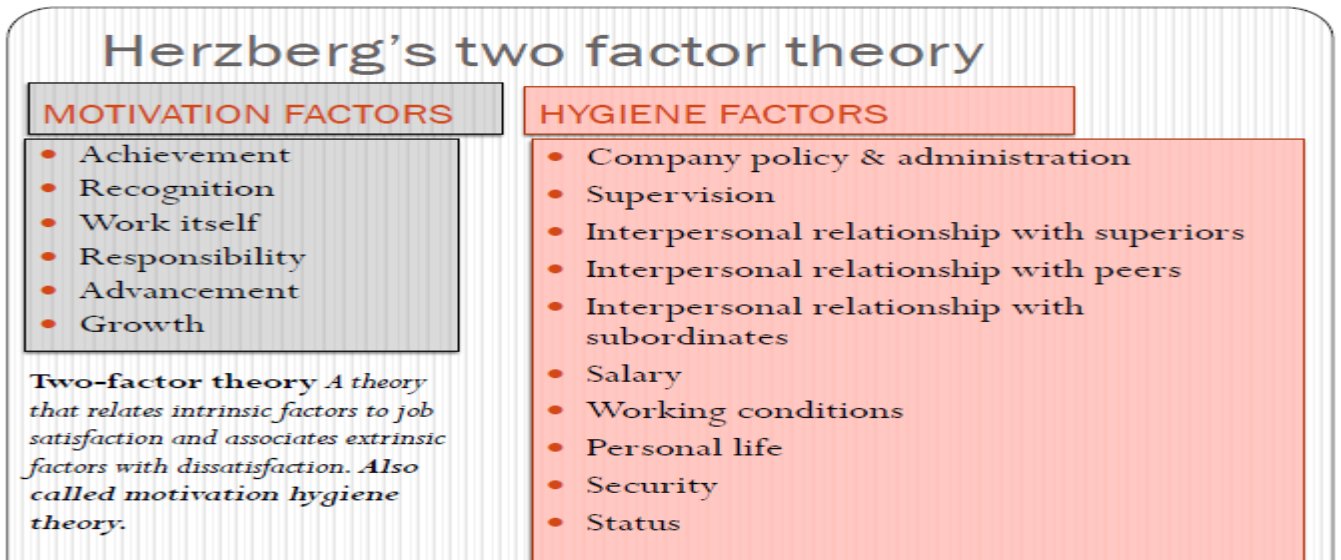 Herzberg's two factor theory
MOTIVATION FACTORS
• Achievement
• Recognition
• Work itself
• Responsibility
• Advancement
• Growth
Two-factor theory A theory
that relates intrinsic factors to job
satisfaction and associates extrinsic
factors with dissatisfaction. Also
called motivation hygiene
theory.
HYGIENE FACTORS
• Company policy & administration
• Supervision
• Interpersonal relationship with superiors
• Interpersonal relationship with peers
• Interpersonal relationship with
subordinates
• Salary
• Working conditions
• Personal life
• Security
• Status